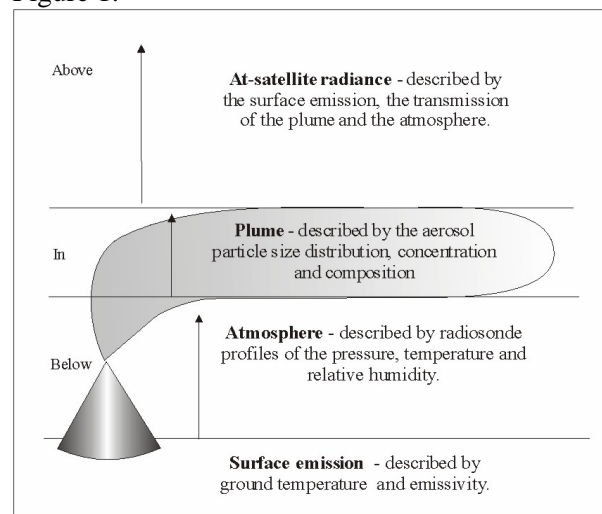 Figure 1.
Above
At-satellite radiance - described by
the surface emission, the transmission
of the plume and the atmosphere.
In
Plume - described by the aerosol
particle size distribution, concentration
and composition
Below
Atmosphere - described by radiosonde
profiles of the pressure, temperature and
relative humidity.
Surface emission - described by
ground temperature and emissivity.